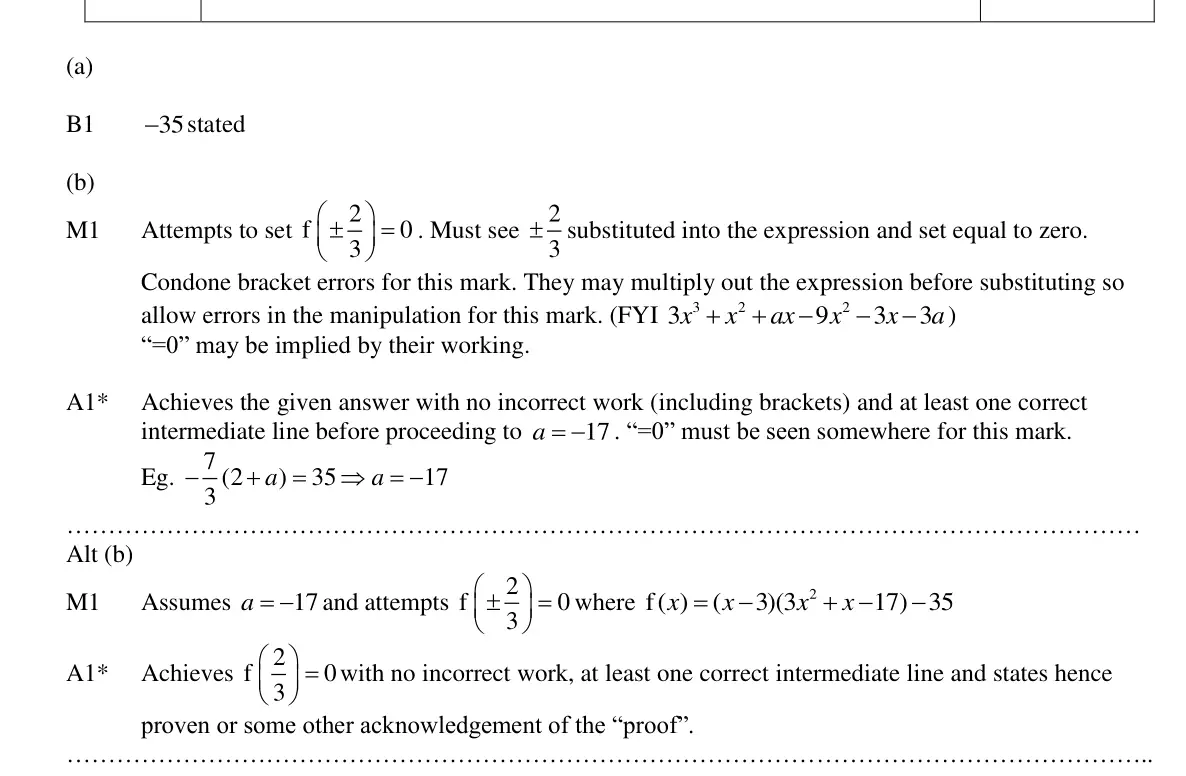 (a)
B1 −35 stated
(b)
M1 Attempts to set f(±2/3) = 0 . Must see ±2/3 substituted into the expression and set equal to zero.
Condone bracket errors for this mark. They may multiply out the expression before substituting so
allow errors in the manipulation for this mark. (FYI 3x³ + x² + ax − 9x² − 3x − 3a )
“=0” may be implied by their working.
A1* Achieves the given answer with no incorrect work (including brackets) and at least one correct
intermediate line before proceeding to a = −17 . “=0” must be seen somewhere for this mark.
Eg. −7/3(2 + a) = 35 ⇒ a = −17
……………………………………………………………………………………………………………………
Alt (b)
M1 Assumes a = −17 and attempts f(±2/3) = 0 where f(x) = (x − 3)(3x² + x − 17) − 35
A1* Achieves f(2/3) = 0 with no incorrect work, at least one correct intermediate line and states hence
proven or some other acknowledgement of the “proof”.
……………………………………………………………………………………………………………………..